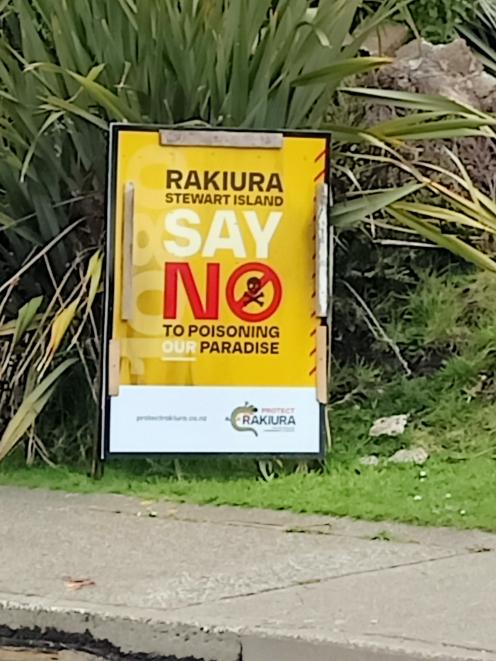 RAKIURA
STEWART ISLAND
SAY
NO
TO POISONING
OUR PARADISE
protectrakiura.co.nz
PROTECT
RAKIURA